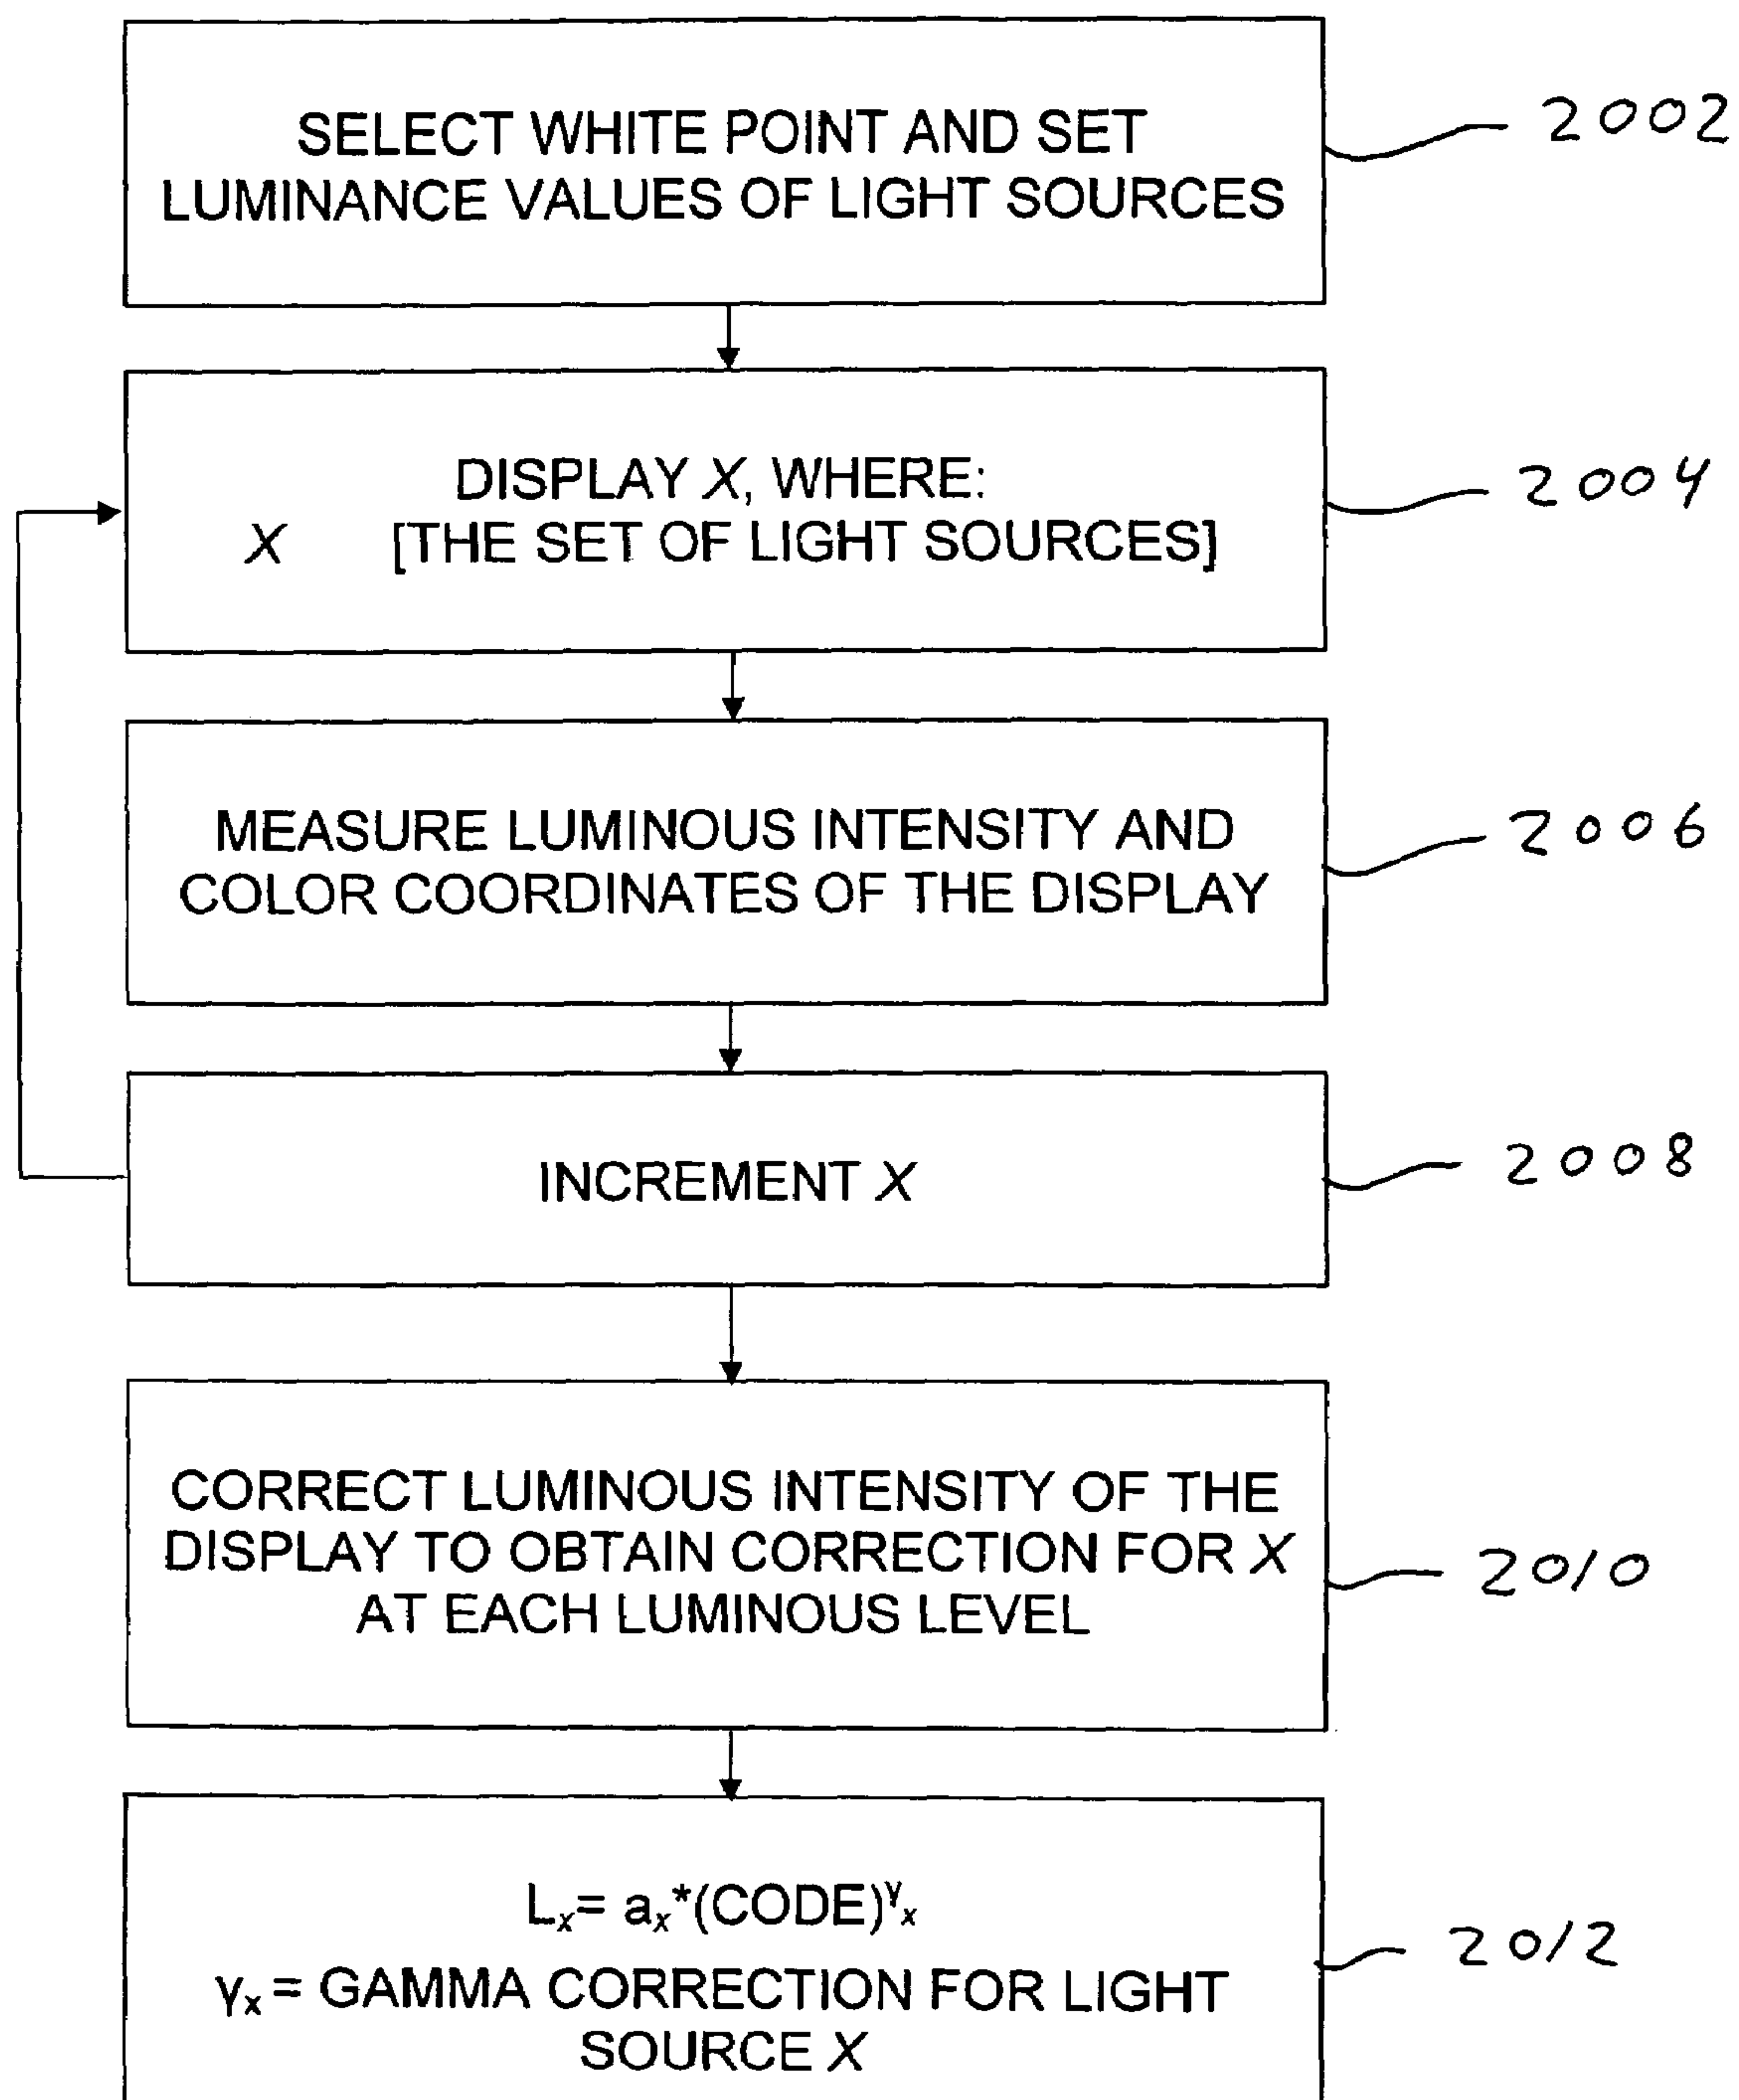 SELECT WHITE POINT AND SET
LUMINANCE VALUES OF LIGHT SOURCES
2002
DISPLAY X, WHERE:
X [THE SET OF LIGHT SOURCES]
2004
MEASURE LUMINOUS INTENSITY AND
COLOR COORDINATES OF THE DISPLAY
2006
INCREMENT X
2008
CORRECT LUMINOUS INTENSITY OF THE
DISPLAY TO OBTAIN CORRECTION FOR X
AT EACH LUMINOUS LEVEL
2010
Lₓ= aₓ*(CODE)^γₓ
γₓ = GAMMA CORRECTION FOR LIGHT
SOURCE X
2012